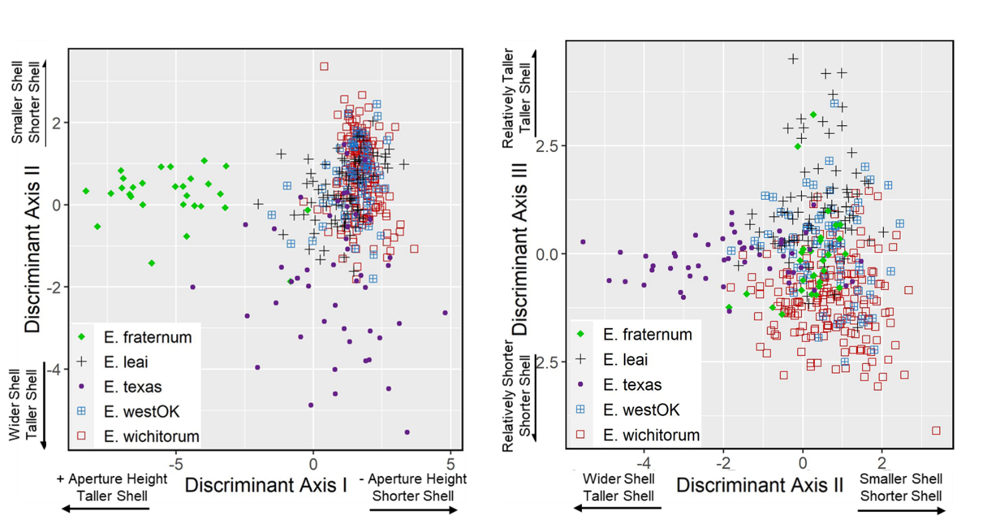 Smaller Shell
Shorter Shell
Discriminant Axis II
Wider Shell
Taller Shell
2
0
-2
-4
E. fraternum
E. leai
E. texas
E. westOK
E. wichitorum
-5
0
5
+ Aperture Height
Taller Shell
Discriminant Axis I
- Aperture Height
Shorter Shell
Relatively Taller
Taller Shell
Discriminant Axis III
Relatively Shorter
Shorter Shell
2.5
0.0
2.5
E. fraternum
E. leai
E. texas
E. westOK
E. wichitorum
-4
-2
0
2
Wider Shell
Taller Shell
Discriminant Axis II
Smaller Shell
Shorter Shell